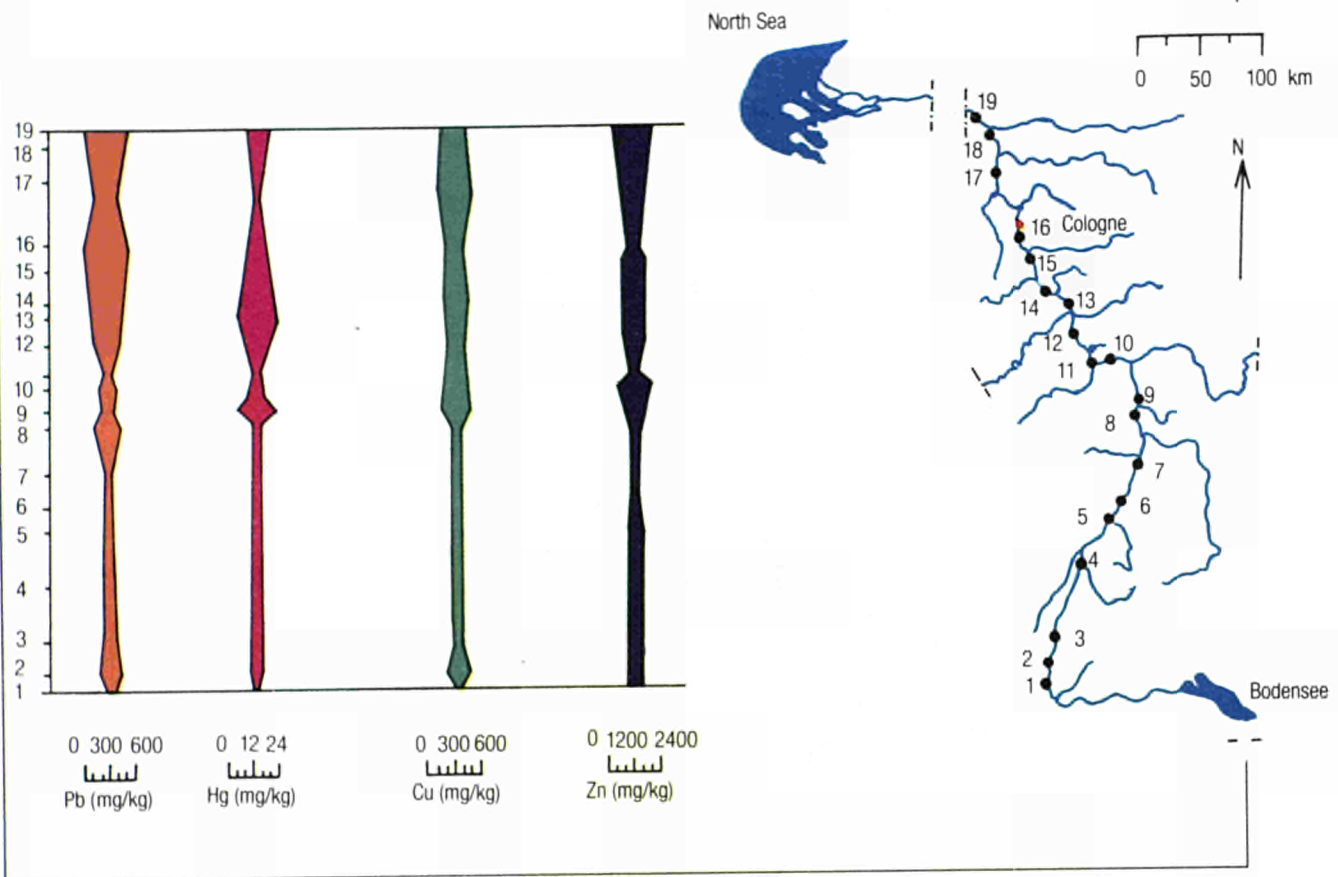 North Sea
0 50 100 km
N
19
18
17
16
15
14
13
12
10
9
8
7
6
5
4
3
2
1
0 300 600
Pb (mg/kg)
0 12 24
Hg (mg/kg)
0 300 600
Cu (mg/kg)
0 1200 2400
Zn (mg/kg)
19
18
17
16 Cologne
15
14
13
12
11
10
9
8
7
6
5
4
3
2
1
Bodensee